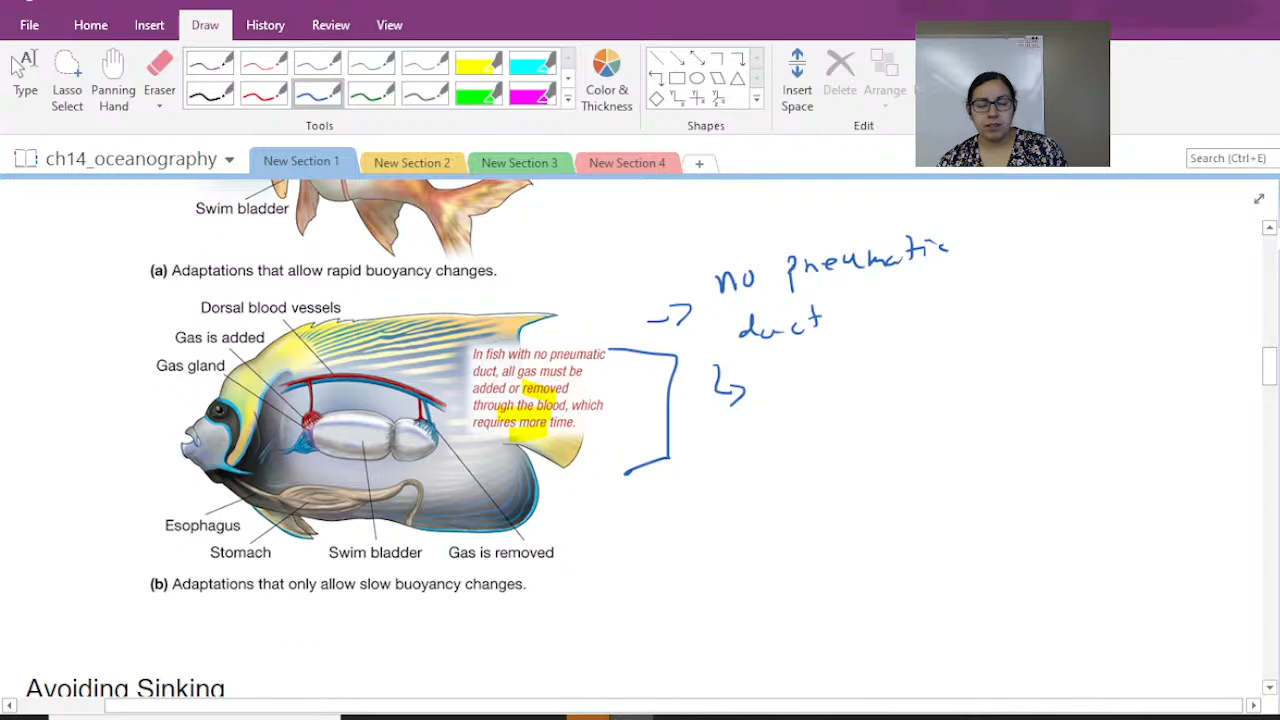 File Home Insert Draw History Review View
Type
Lasso Select
Panning Hand
Eraser
Color & Thickness
Insert Space
Delete
Arrange
Tools
Shapes
Edit
ch14_oceanography
New Section 1
New Section 2
New Section 3
New Section 4
Search (Ctrl+E)
Swim bladder
(a) Adaptations that allow rapid buoyancy changes.
Dorsal blood vessels
Gas is added
Gas gland
In fish with no pneumatic
duct, all gas must be
added or removed
through the blood, which
requires more time.
Esophagus
Stomach
Swim bladder
Gas is removed
(b) Adaptations that only allow slow buoyancy changes.
no pneumatic
duct
Avoiding Sinking